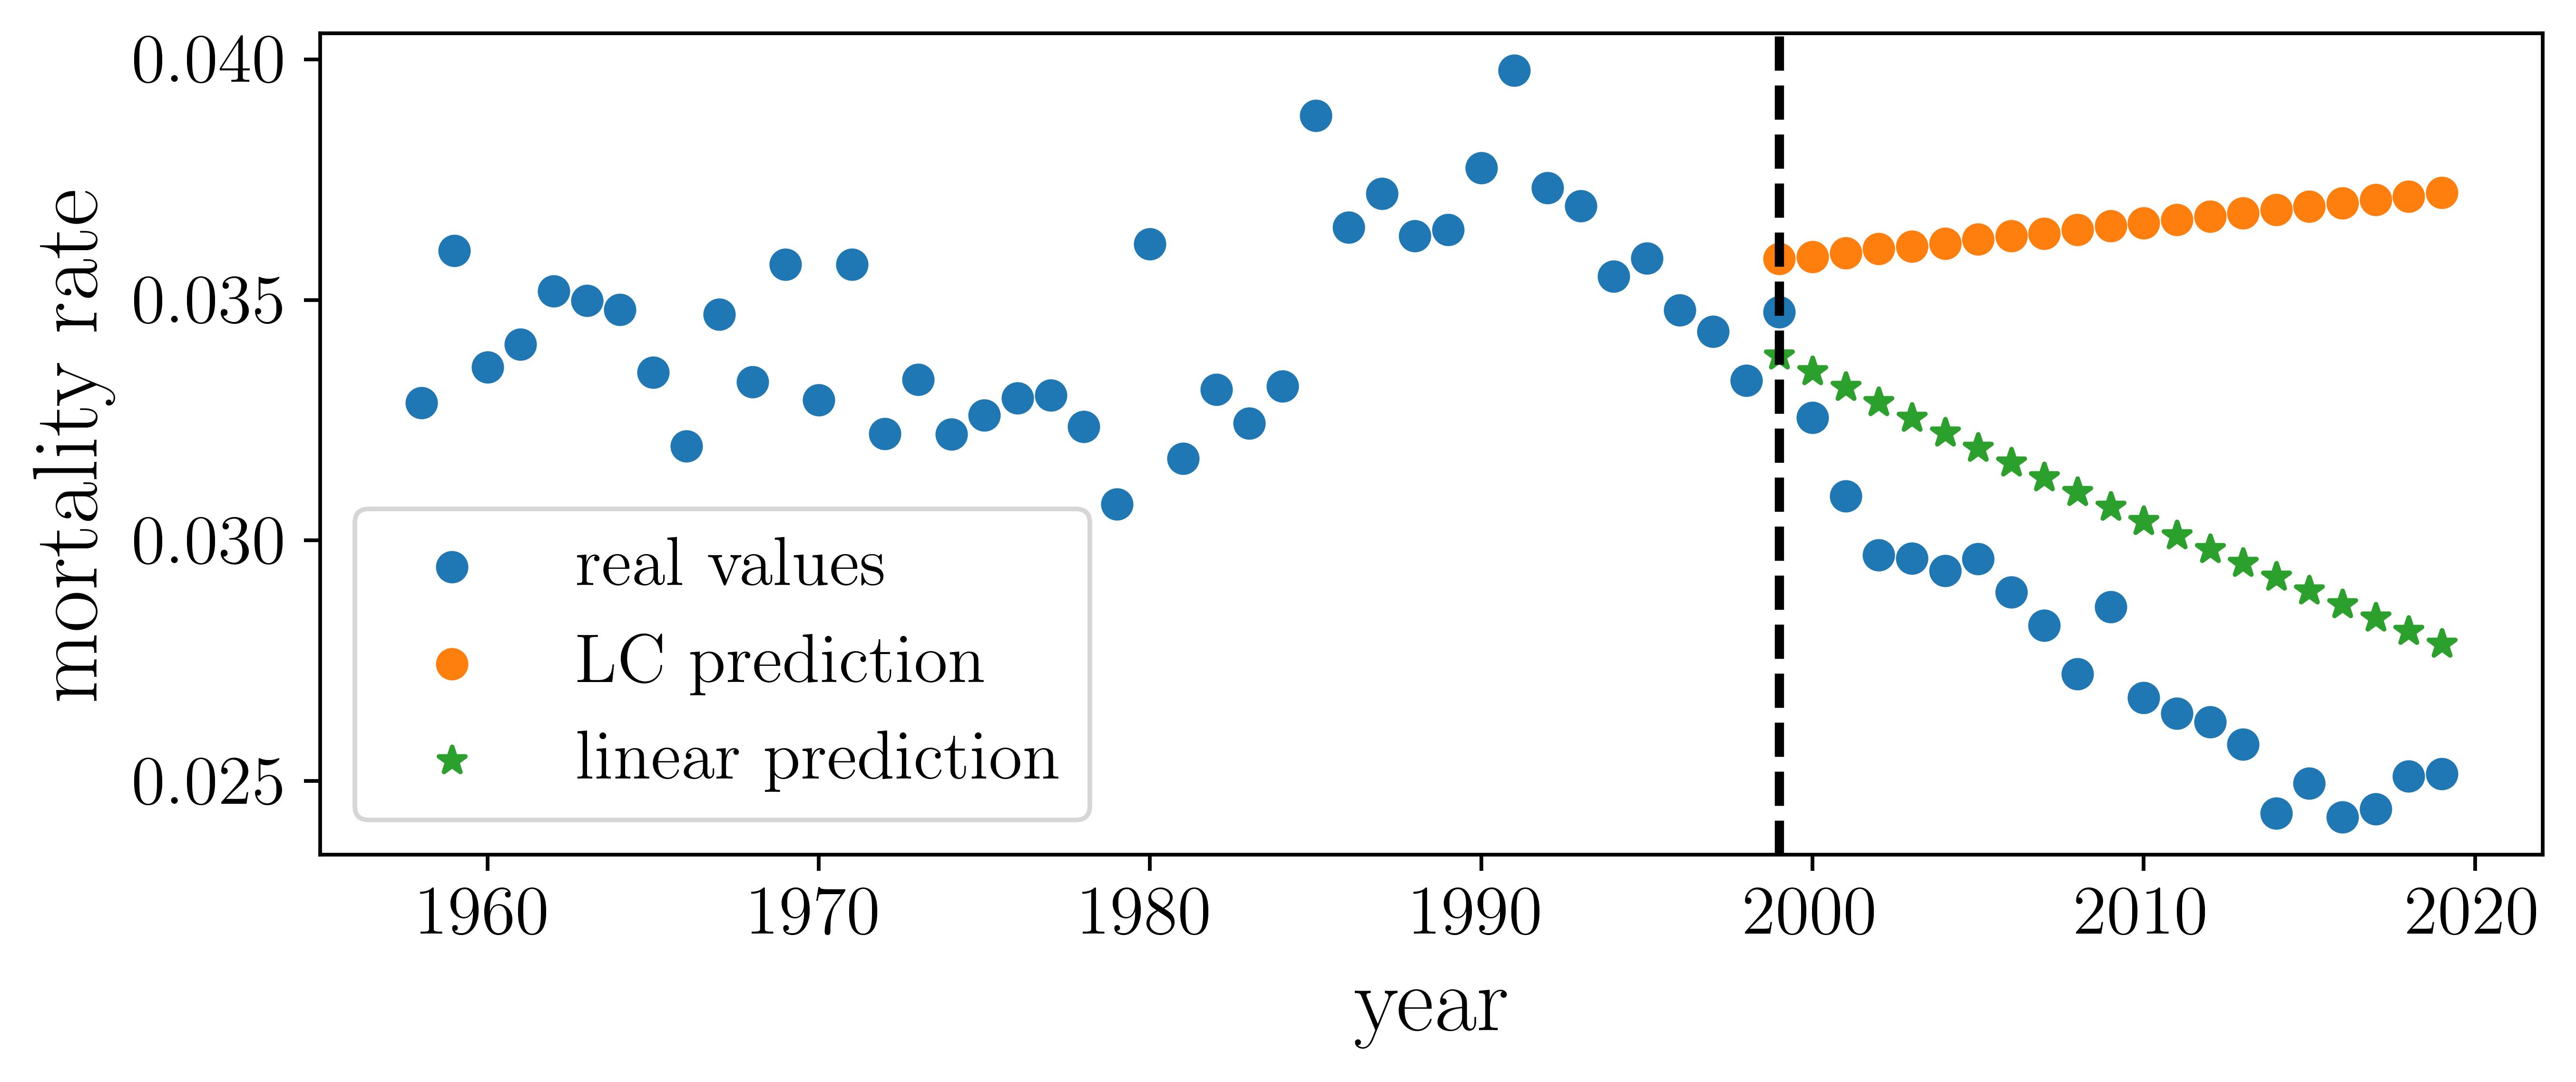 0.040
0.035
0.030
0.025
mortality rate
real values
LC prediction
linear prediction
1960 1970 1980 1990 2000 2010 2020
year